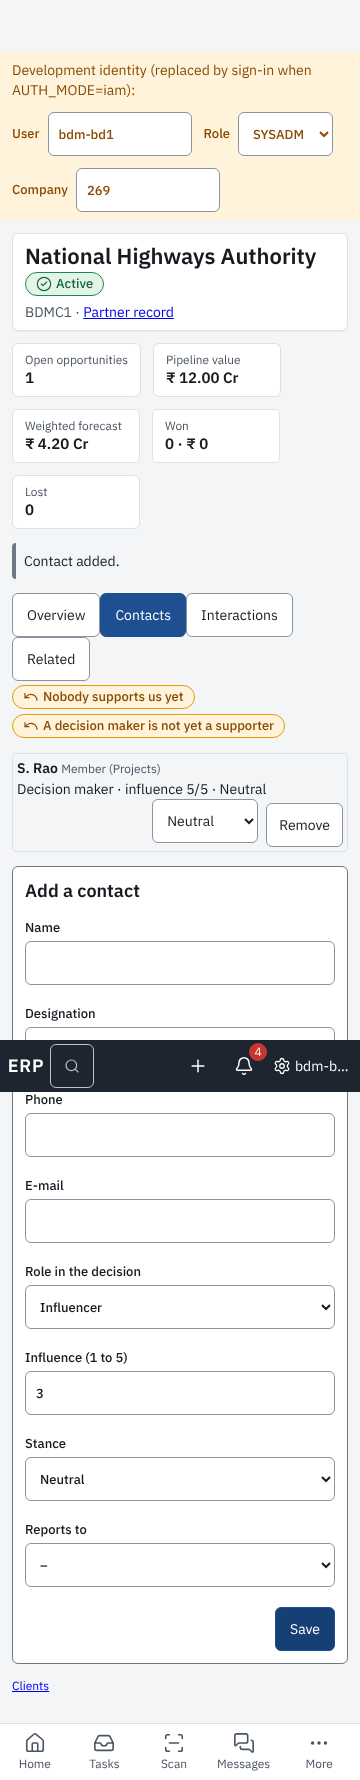 Development identity (replaced by sign-in when
AUTH_MODE=iam):
User bdm-bd1 Role SYSADM
Company 269
National Highways Authority
Active
BDMC1 · Partner record
Open opportunities
1
Pipeline value
₹ 12.00 Cr
Weighted forecast
₹ 4.20 Cr
Won
0 · ₹ 0
Lost
0
Contact added.
Overview Contacts Interactions
Related
Nobody supports us yet
A decision maker is not yet a supporter
S. Rao Member (Projects)
Decision maker · influence 5/5 · Neutral
Neutral Remove
Add a contact
Name
Designation
ERP 4 bdm-b...
Phone
E-mail
Role in the decision
Influencer
Influence (1 to 5)
3
Stance
Neutral
Reports to
–
Save
Clients
Home Tasks Scan Messages More